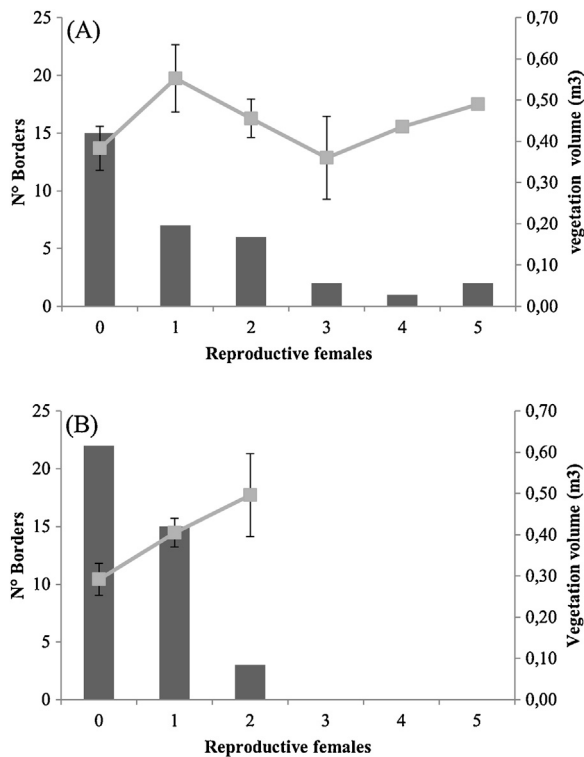 (A)
N° Borders
25
20
15
10
5
0
0,70
0,60
0,50
0,40
0,30
0,20
0,10
0,00
vegetation volume (m3)
0 1 2 3 4 5
Reproductive females
(B)
N° Borders
25
20
15
10
5
0
0,70
0,60
0,50
0,40
0,30
0,20
0,10
0,00
Vegetation volume (m3)
0 1 2 3 4 5
Reproductive females